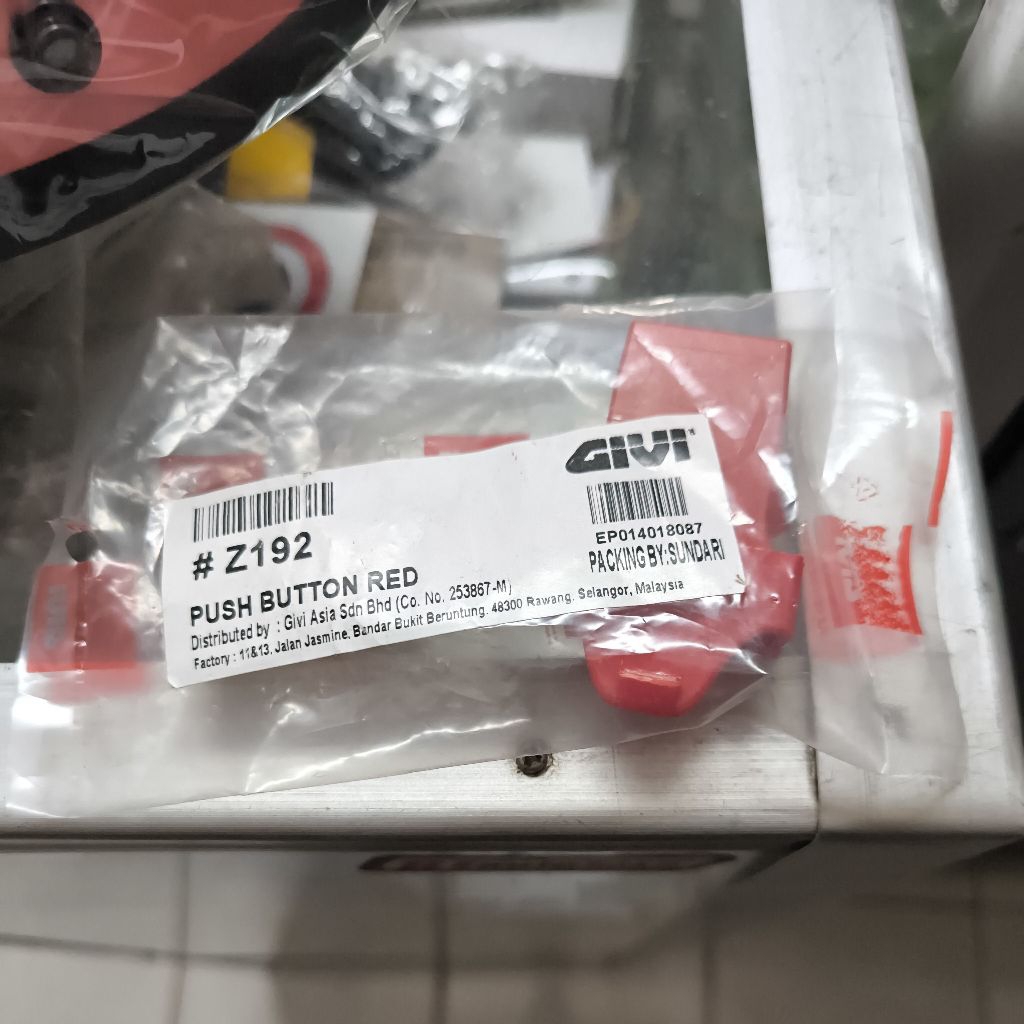 GIVI
# Z192
EP014018087
PUSH BUTTON RED
PACKING BY:SUNDARI
Distributed by : Givi Asia Sdn Bhd (Co. No. 253867-M)
Factory : 11&13, Jalan Jasmine, Bandar Bukit Beruntung, 48300 Rawang, Selangor, Malaysia